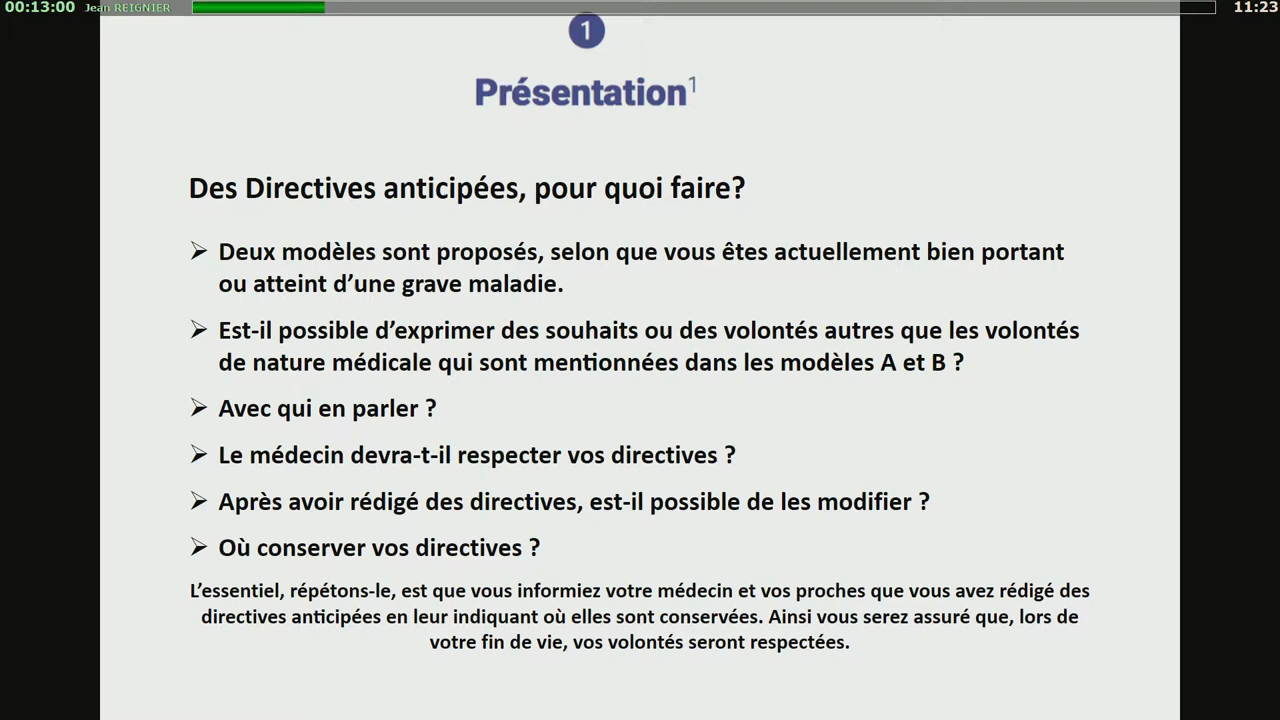 00:13:00 Jean REIGNIER 11:23
1
Présentation1
Des Directives anticipées, pour quoi faire?
➢ Deux modèles sont proposés, selon que vous êtes actuellement bien portant
ou atteint d’une grave maladie.
➢ Est-il possible d’exprimer des souhaits ou des volontés autres que les volontés
de nature médicale qui sont mentionnées dans les modèles A et B ?
➢ Avec qui en parler ?
➢ Le médecin devra-t-il respecter vos directives ?
➢ Après avoir rédigé des directives, est-il possible de les modifier ?
➢ Où conserver vos directives ?
L’essentiel, répétons-le, est que vous informiez votre médecin et vos proches que vous avez rédigé des
directives anticipées en leur indiquant où elles sont conservées. Ainsi vous serez assuré que, lors de
votre fin de vie, vos volontés seront respectées.